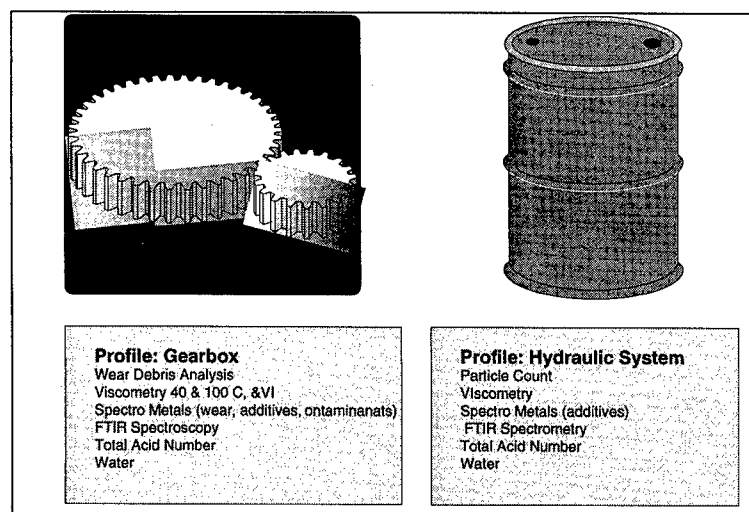 Profile: Gearbox
Wear Debris Analysis
Viscometry 40 & 100 C, &VI
Spectro Metals (wear, additives, ontaminanats)
FTIR Spectroscopy
Total Acid Number
Water
Profile: Hydraulic System
Particle Count
Viscometry
Spectro Metals (additives)
FTIR Spectrometry
Total Acid Number
Water